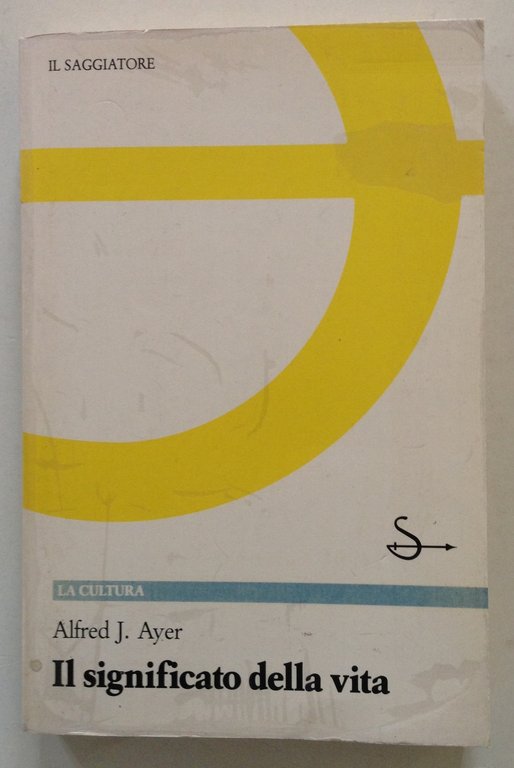 IL SAGGIATORE
LA CULTURA
Alfred J. Ayer
Il significato della vita